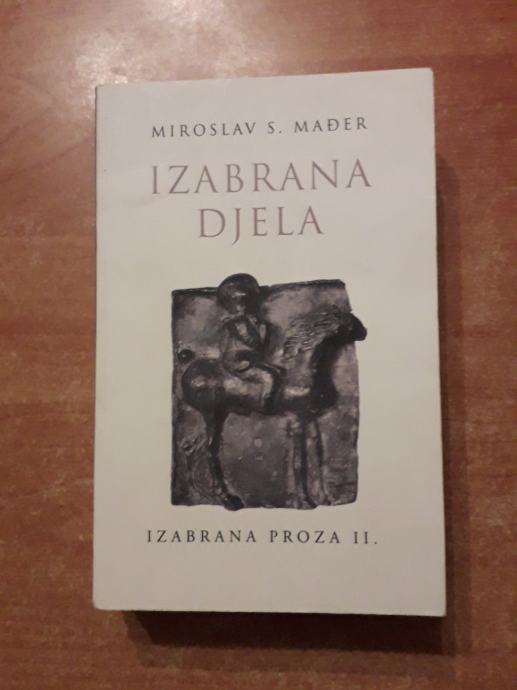 MIROSLAV S. MAĐER
IZABRANA
DJELA
IZABRANA PROZA II.